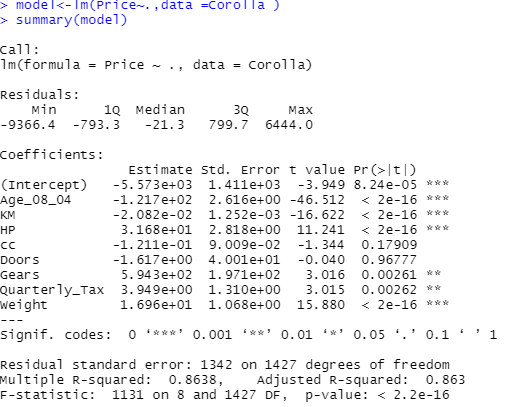 > model<-lm(Price~.,data =Corolla )
> summary(model)
Call:
lm(formula = Price ~ ., data = Corolla)
Residuals:
Min 1Q Median 3Q Max
-9366.4 -793.3 -21.3 799.7 6444.0
Coefficients:
Estimate Std. Error t value Pr(>|t|)
(Intercept) -5.573e+03 1.411e+03 -3.949 8.24e-05 ***
Age_08_04 -1.217e+02 2.616e+00 -46.512 < 2e-16 ***
KM -2.082e-02 1.252e-03 -16.622 < 2e-16 ***
HP 3.168e+01 2.818e+00 11.241 < 2e-16 ***
cc -1.211e-01 9.009e-02 -1.344 0.17909
Doors -1.617e+00 4.001e+01 -0.040 0.96777
Gears 5.943e+02 1.971e+02 3.016 0.00261 **
Quarterly_Tax 3.949e+00 1.310e+00 3.015 0.00262 **
Weight 1.696e+01 1.068e+00 15.880 < 2e-16 ***
---
Signif. codes: 0 ‘***’ 0.001 ‘**’ 0.01 ‘*’ 0.05 ‘.’ 0.1 ‘ ’ 1
Residual standard error: 1342 on 1427 degrees of freedom
Multiple R-squared: 0.8638, Adjusted R-squared: 0.863
F-statistic: 1131 on 8 and 1427 DF, p-value: < 2.2e-16